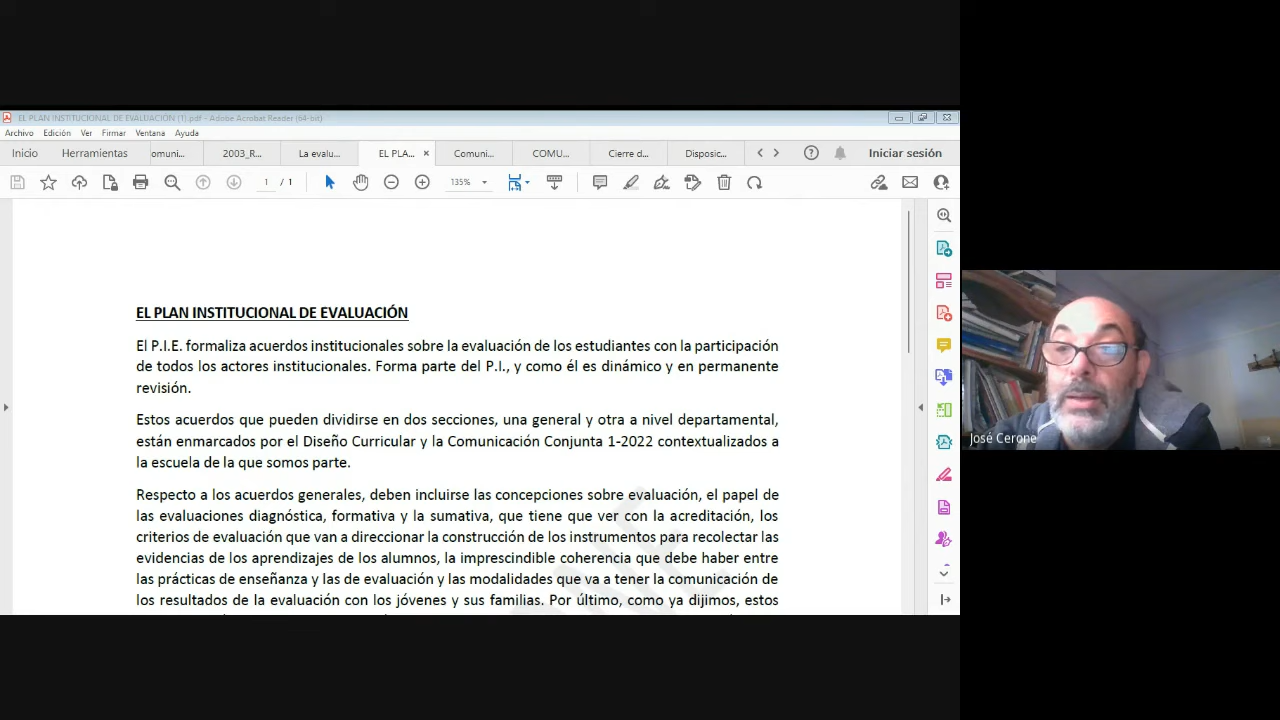 EL PLAN INSTITUCIONAL DE EVALUACIÓN (1).pdf - Adobe Acrobat Reader (64-bit)
Archivo Edición Ver Firmar Ventana Ayuda
Inicio Herramientas omuni... 2003_R... La evalu... EL PLA... Comuni... COMU... Cierre d... Disposic... Iniciar sesión
1 / 1 135%
EL PLAN INSTITUCIONAL DE EVALUACIÓN
El P.I.E. formaliza acuerdos institucionales sobre la evaluación de los estudiantes con la participación
de todos los actores institucionales. Forma parte del P.I., y como él es dinámico y en permanente
revisión.
Estos acuerdos que pueden dividirse en dos secciones, una general y otra a nivel departamental,
están enmarcados por el Diseño Curricular y la Comunicación Conjunta 1-2022 contextualizados a
la escuela de la que somos parte.
Respecto a los acuerdos generales, deben incluirse las concepciones sobre evaluación, el papel de
las evaluaciones diagnóstica, formativa y la sumativa, que tiene que ver con la acreditación, los
criterios de evaluación que van a direccionar la construcción de los instrumentos para recolectar las
evidencias de los aprendizajes de los alumnos, la imprescindible coherencia que debe haber entre
las prácticas de enseñanza y las de evaluación y las modalidades que va a tener la comunicación de
los resultados de la evaluación con los jóvenes y sus familias. Por último, como ya dijimos, estos
José Cerone